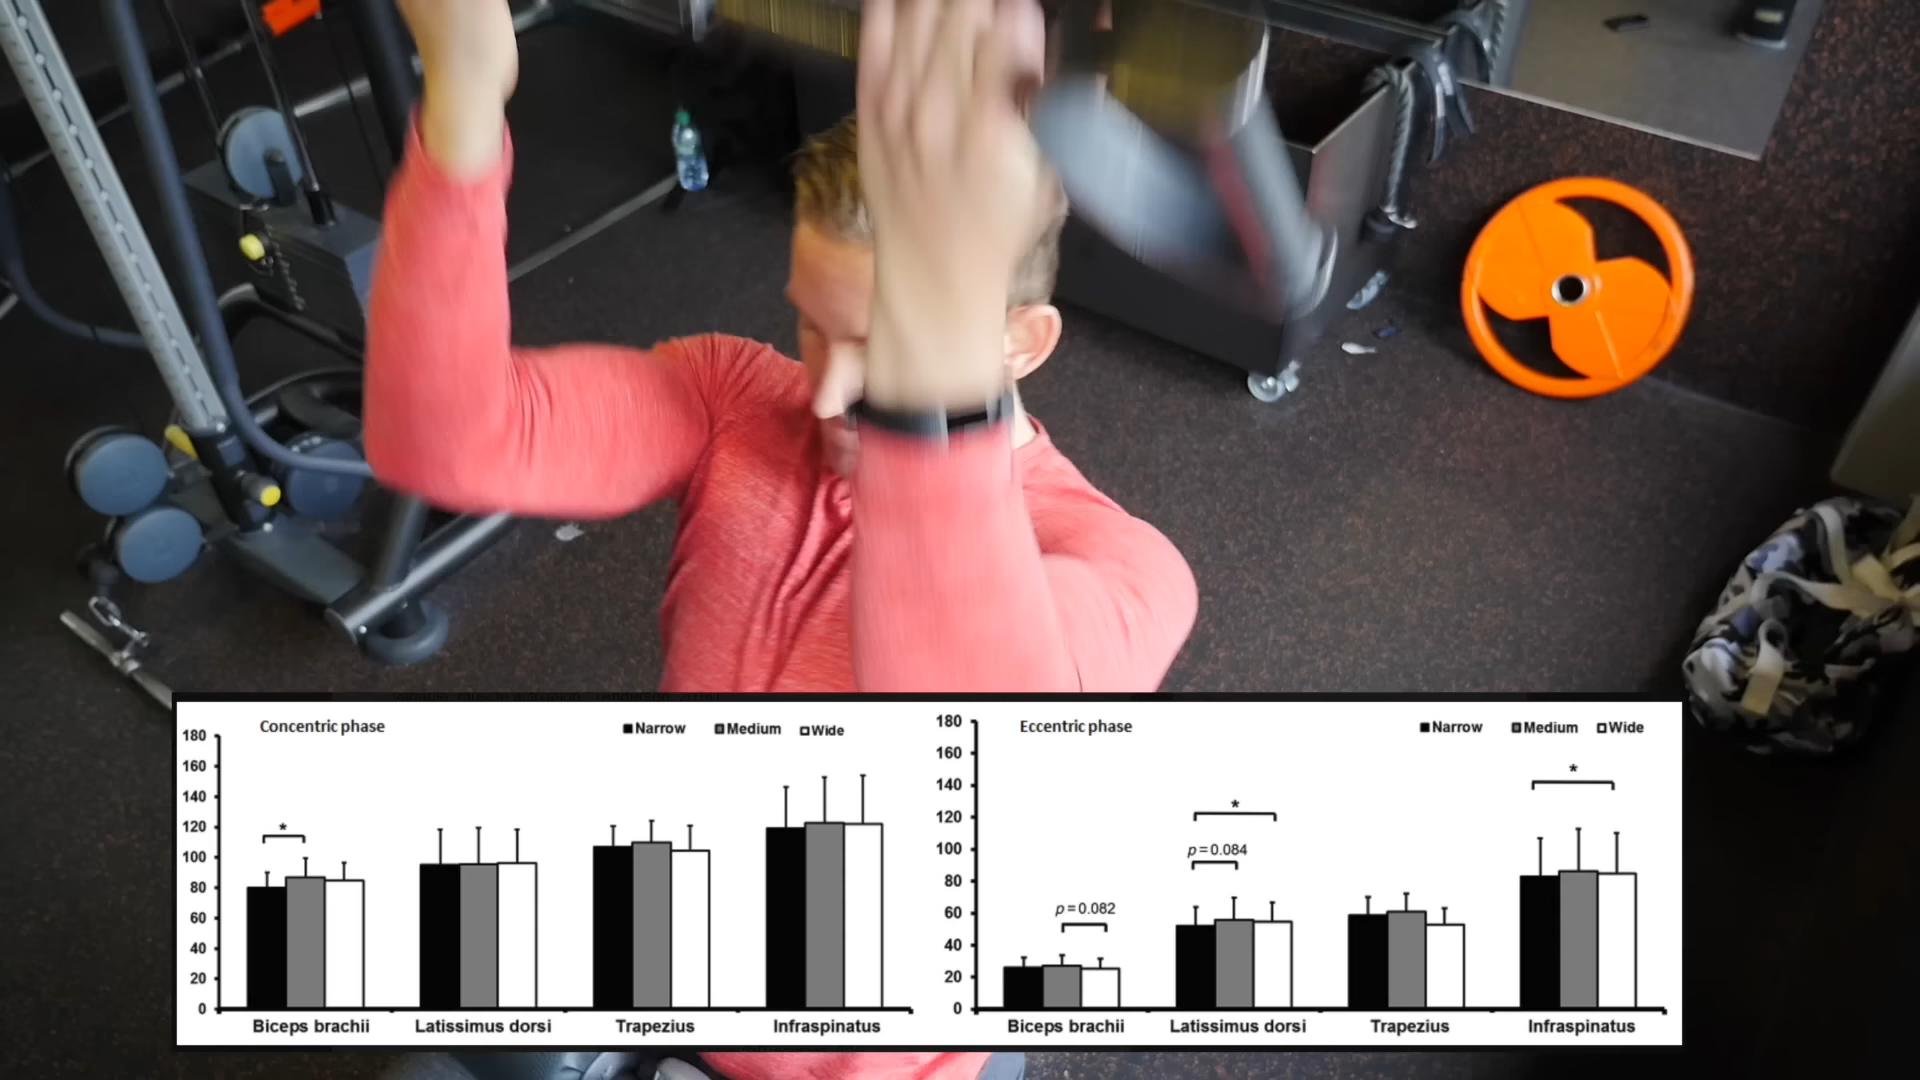 Concentric phase
Narrow Medium Wide
180
160
140
120
100
80
60
40
20
0
*
Biceps brachii Latissimus dorsi Trapezius Infraspinatus
Eccentric phase
Narrow Medium Wide
180
160
140
120
100
80
60
40
20
0
p=0.082
p=0.084
*
*
Biceps brachii Latissimus dorsi Trapezius Infraspinatus